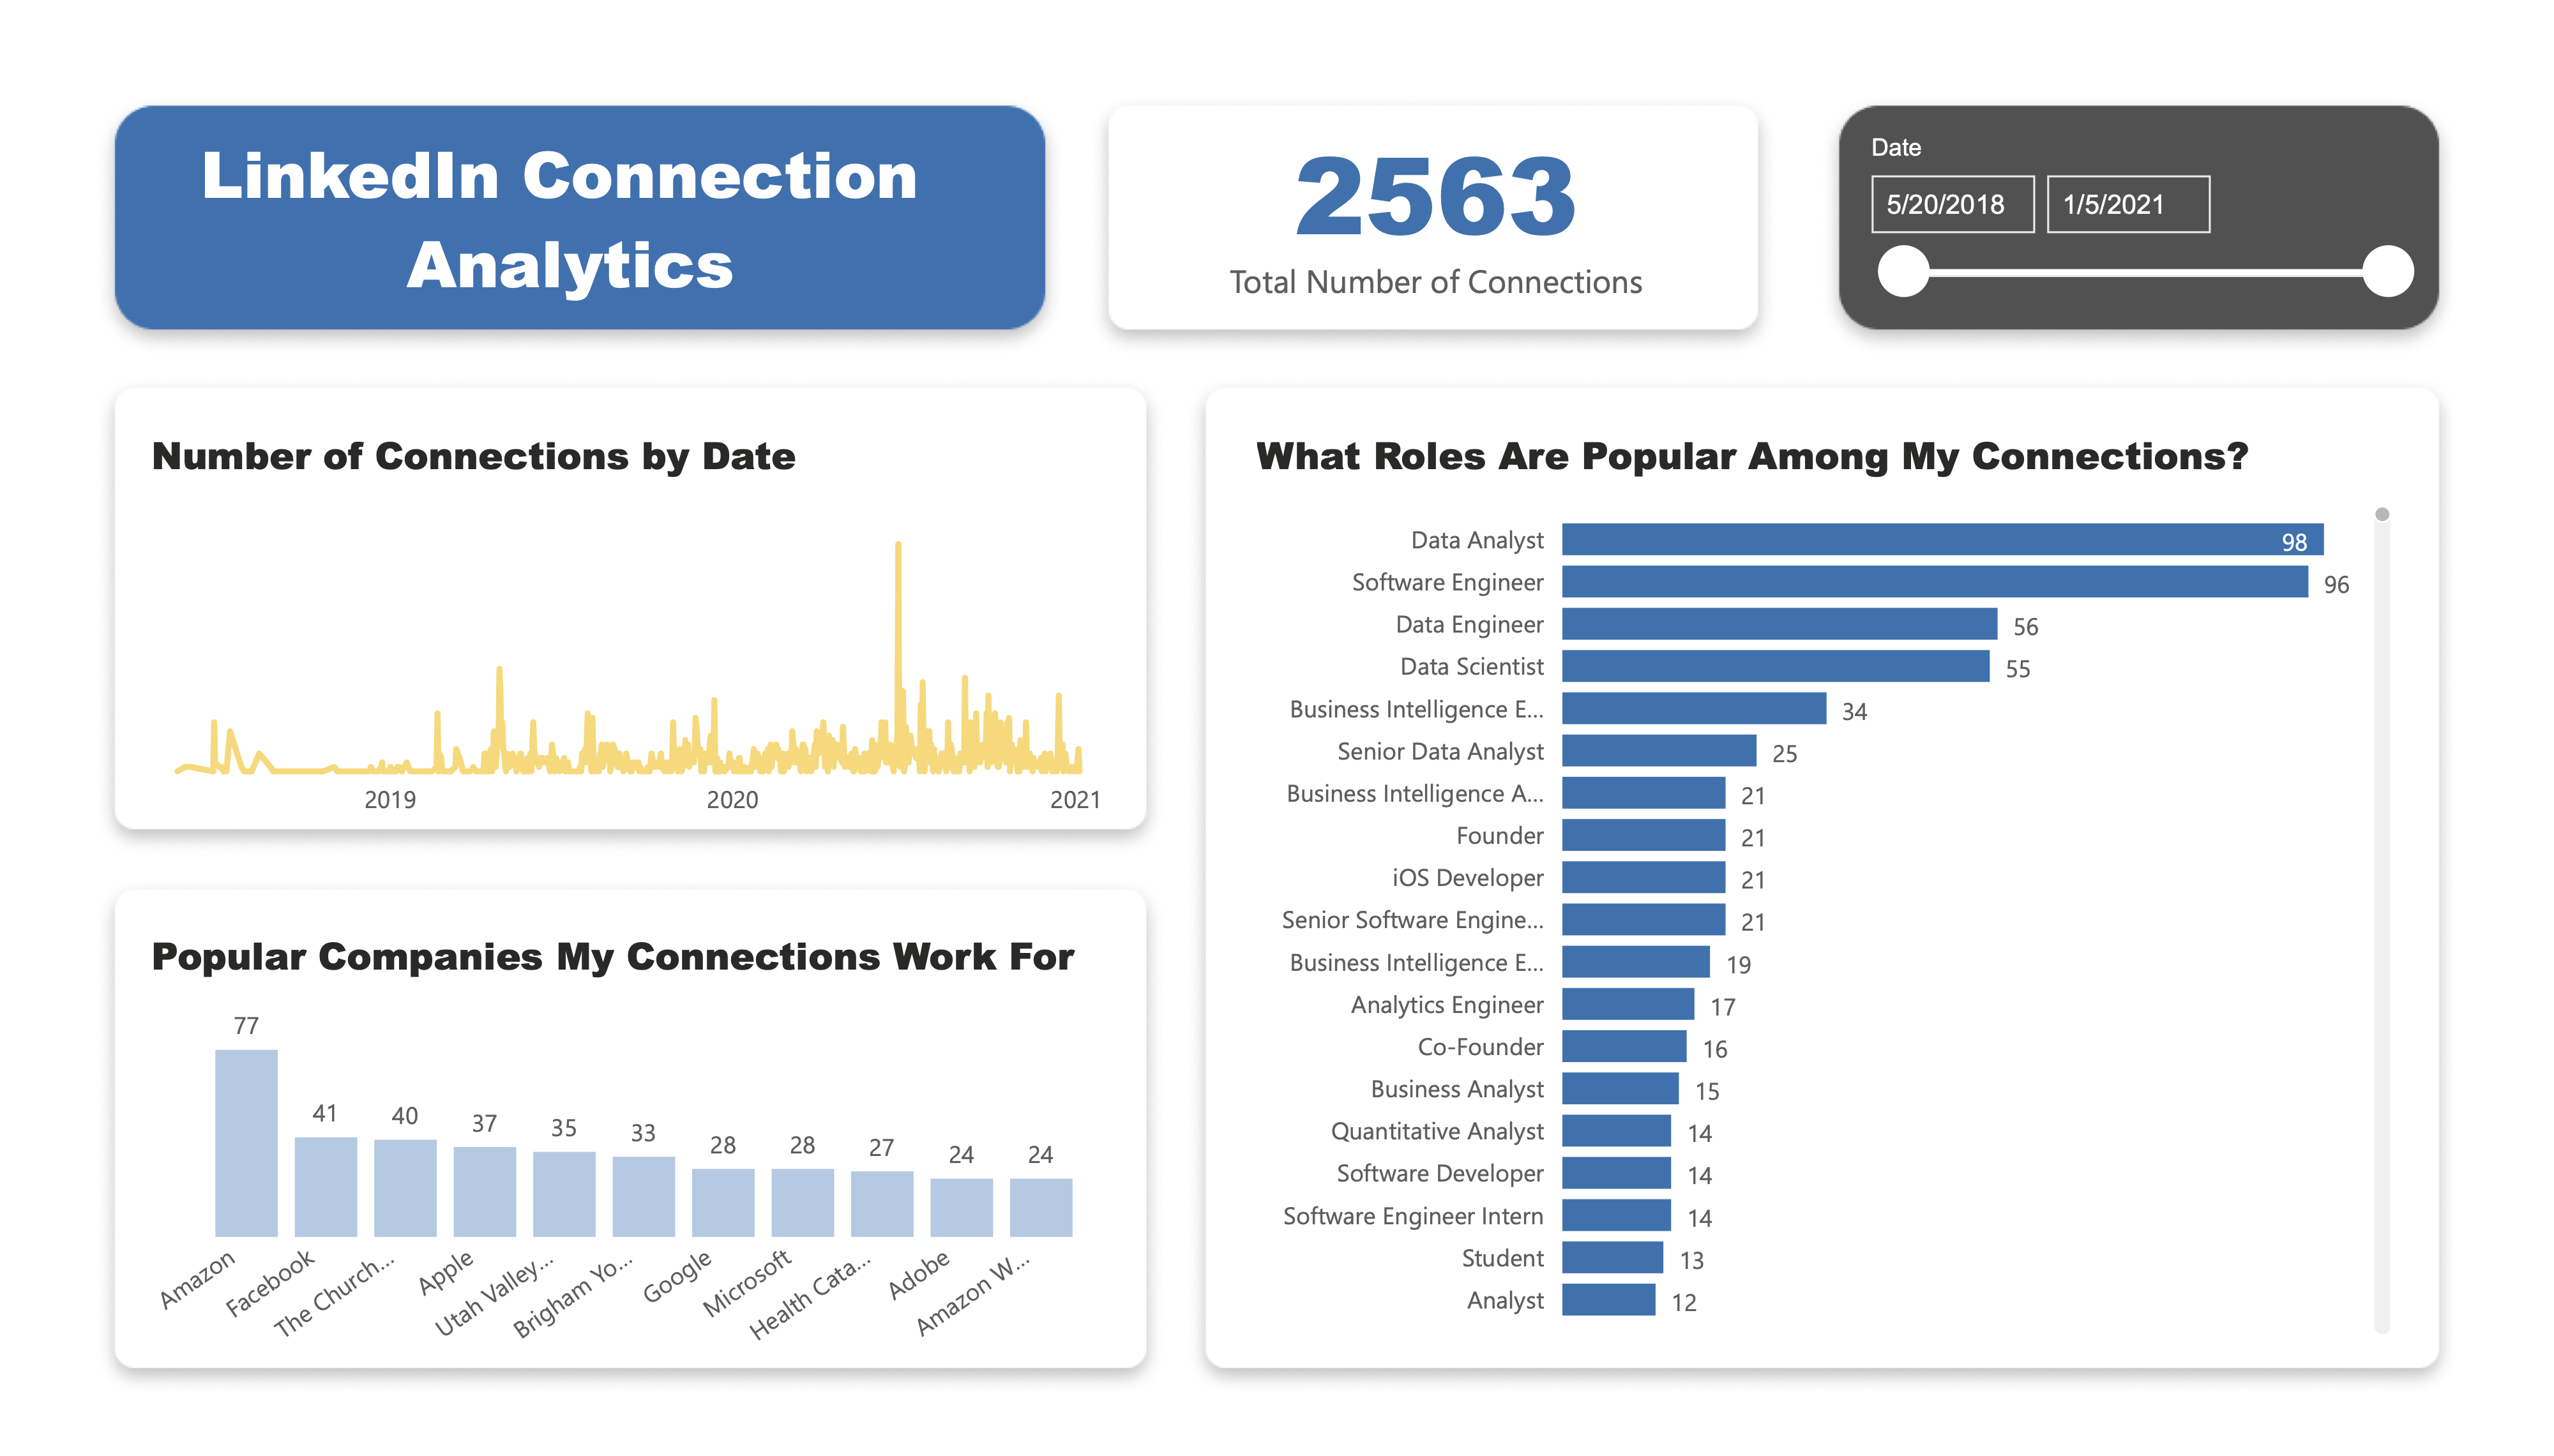 LinkedIn Connection
Analytics
2563
Total Number of Connections
Date
5/20/2018 1/5/2021
Number of Connections by Date
2019 2020 2021
Popular Companies My Connections Work For
77 41 40 37 35 33 28 28 27 24 24
Amazon Facebook The Church... Apple Utah Valley... Brigham Yo... Google Microsoft Health Cata... Adobe Amazon W...
What Roles Are Popular Among My Connections?
Data Analyst 98
Software Engineer 96
Data Engineer 56
Data Scientist 55
Business Intelligence E... 34
Senior Data Analyst 25
Business Intelligence A... 21
Founder 21
iOS Developer 21
Senior Software Engine... 21
Business Intelligence E... 19
Analytics Engineer 17
Co-Founder 16
Business Analyst 15
Quantitative Analyst 14
Software Developer 14
Software Engineer Intern 14
Student 13
Analyst 12